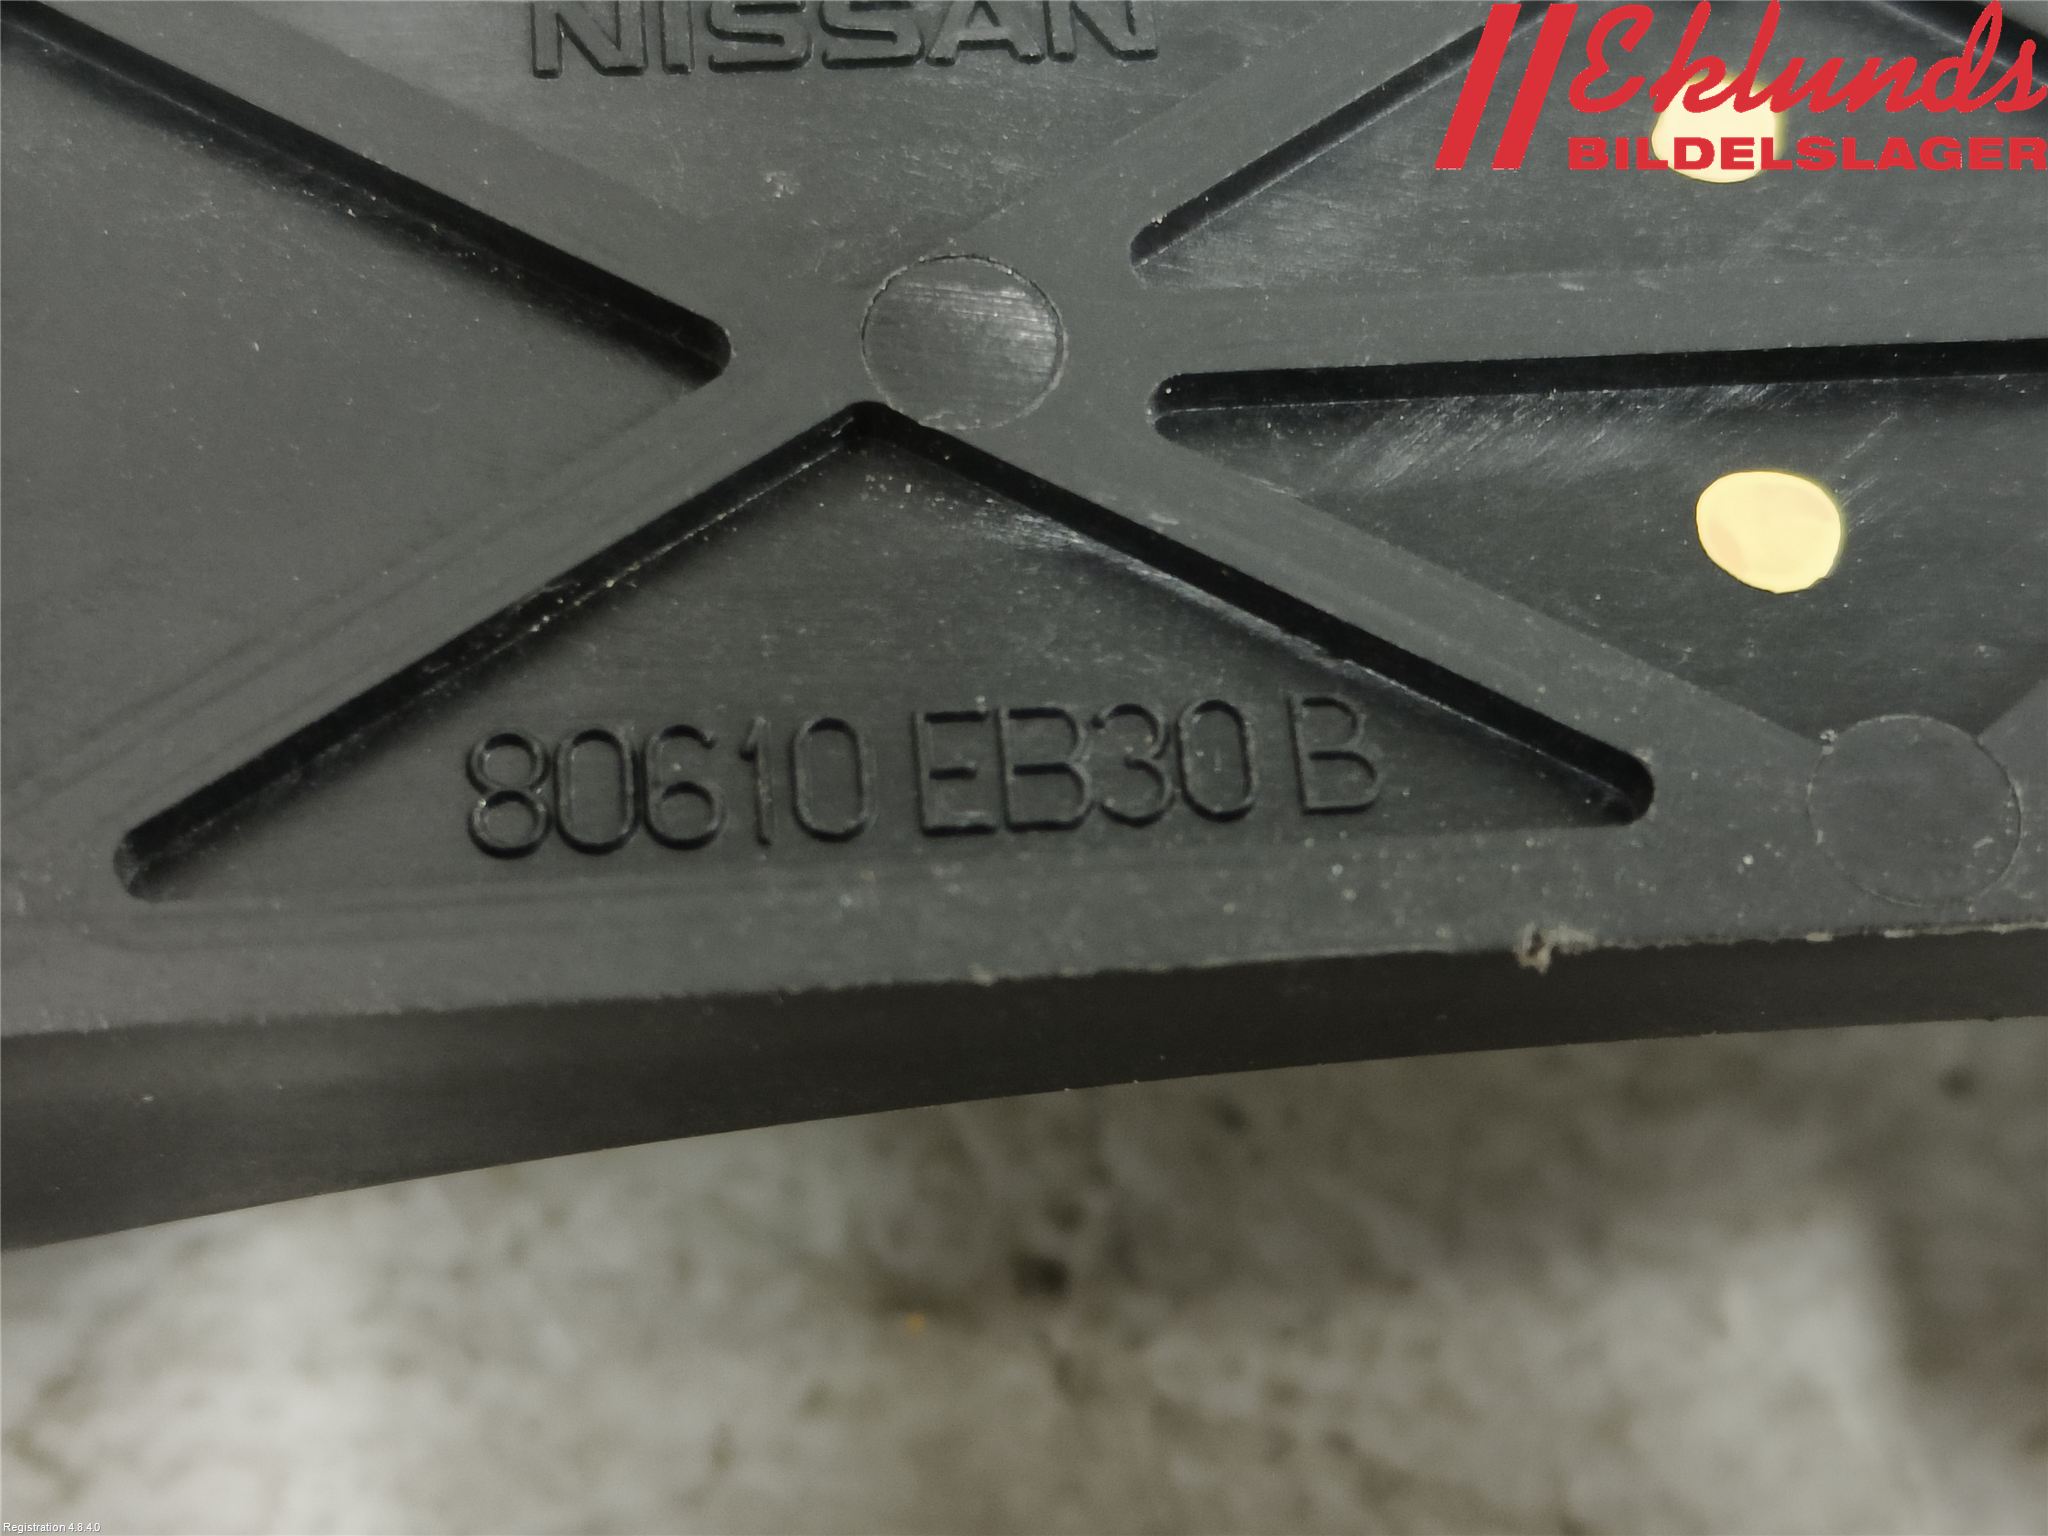 NISSAN
Eklunds
BILDELSLAGER
80610 EB30 B
Registration 4.8.4.0